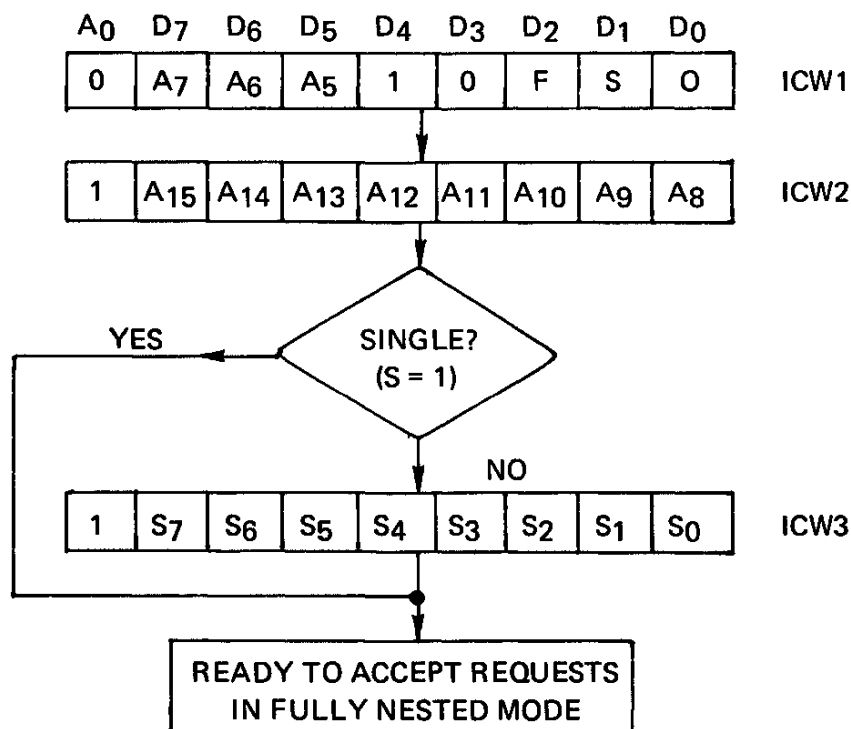 A0 D7 D6 D5 D4 D3 D2 D1 D0
0 A7 A6 A5 1 0 F S O ICW1
1 A15 A14 A13 A12 A11 A10 A9 A8 ICW2
YES
SINGLE?
(S = 1)
NO
1 S7 S6 S5 S4 S3 S2 S1 S0 ICW3
READY TO ACCEPT REQUESTS
IN FULLY NESTED MODE